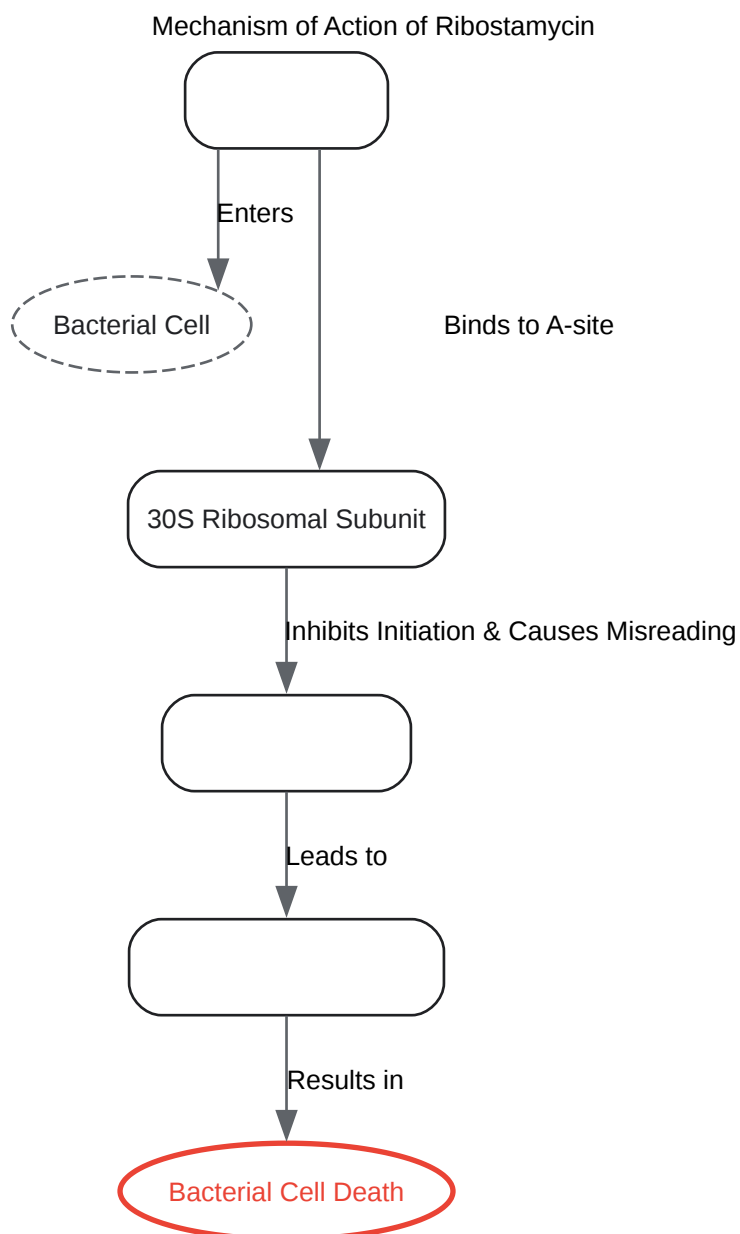 Mechanism of Action of Ribostamycin
Enters
Bacterial Cell
Binds to A-site
30S Ribosomal Subunit
Inhibits Initiation & Causes Misreading
Leads to
Results in
Bacterial Cell Death